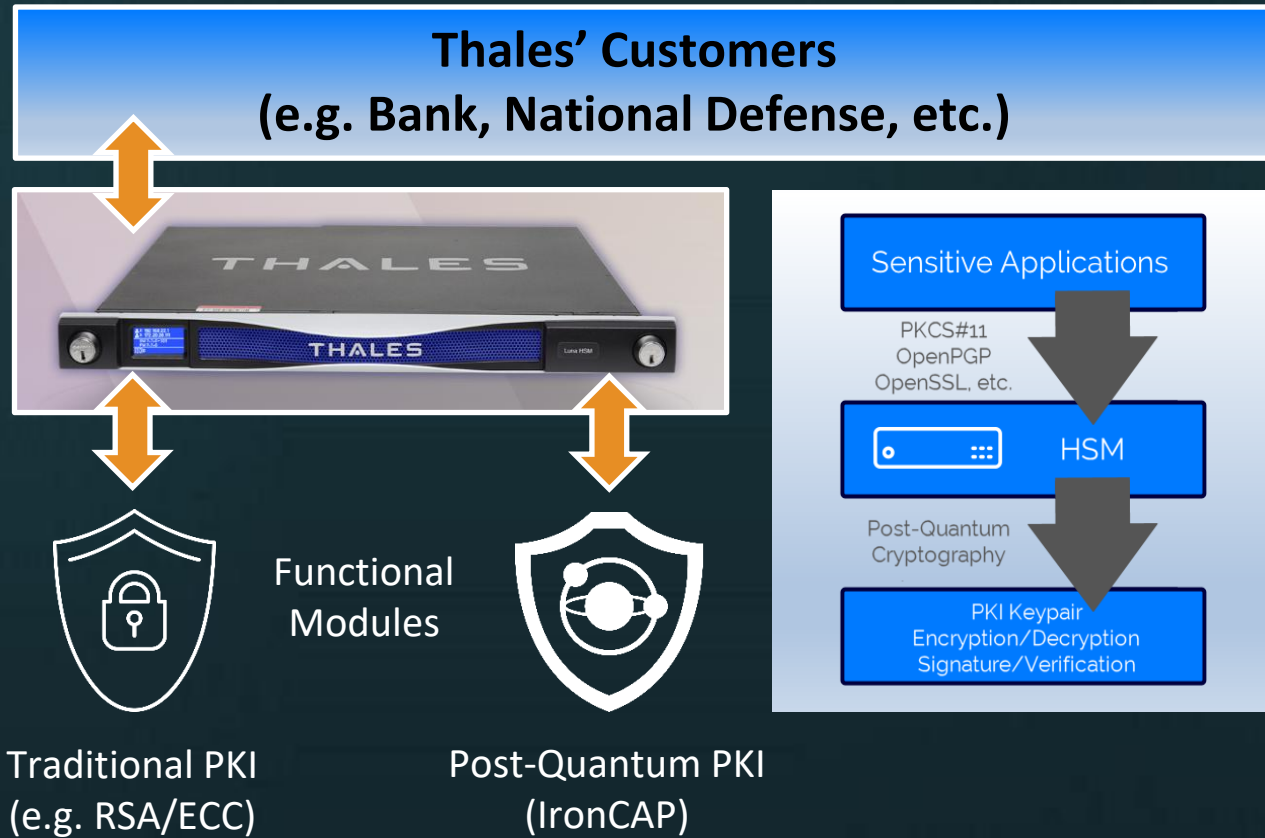 Thales’ Customers
(e.g. Bank, National Defense, etc.)
THALES
THALES
Luna HSM
Functional
Modules
Traditional PKI
(e.g. RSA/ECC)
Post-Quantum PKI
(IronCAP)
Sensitive Applications
PKCS#11
OpenPGP
OpenSSL, etc.
HSM
Post-Quantum
Cryptography
PKI Keypair
Encryption/Decryption
Signature/Verification